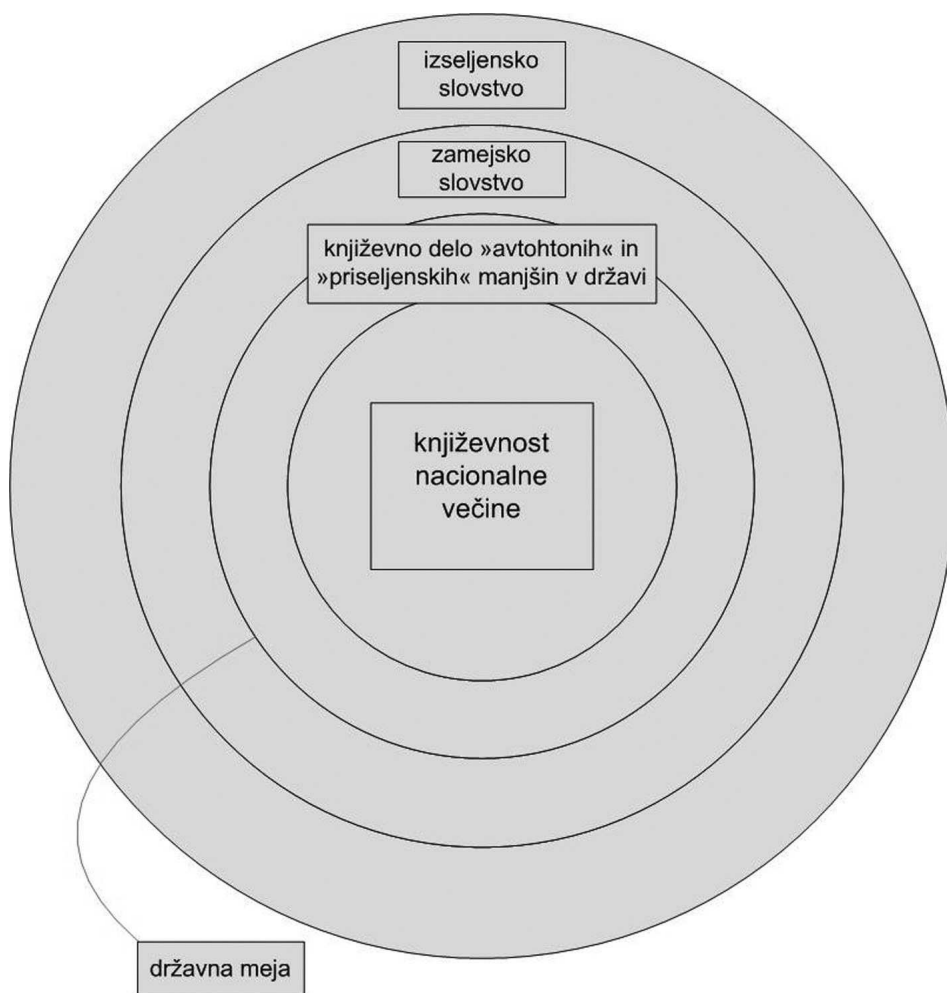 izseljensko
slovstvo
zamejsko
slovstvo
književno delo »avtohtonih« in
»priseljenskih« manjšin v državi
književnost
nacionalne
večine
državna meja